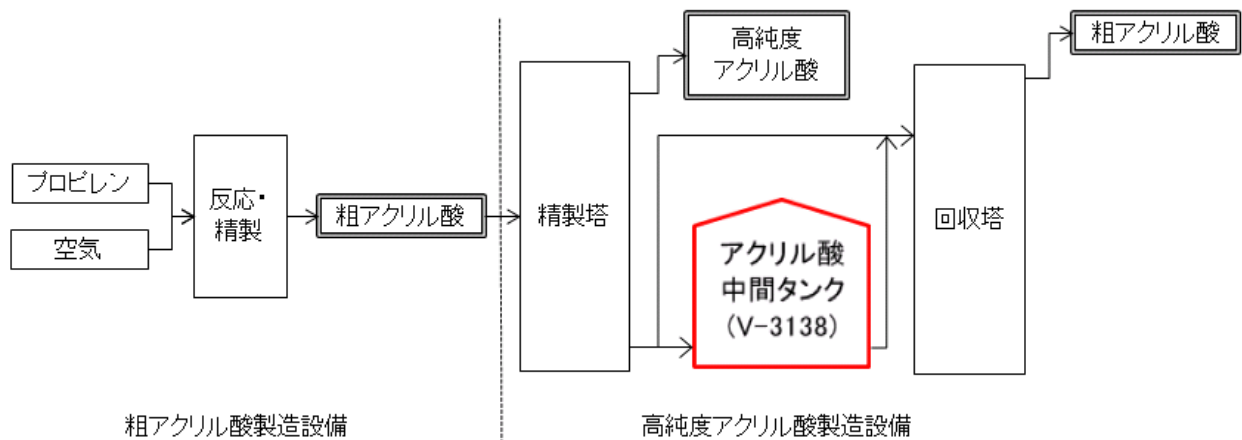 プロピレン
空気
反応・
精製
粗アクリル酸
精製塔
高純度
アクリル酸
アクリル酸
中間タンク
(V-3138)
回収塔
粗アクリル酸
粗アクリル酸製造設備
高純度アクリル酸製造設備